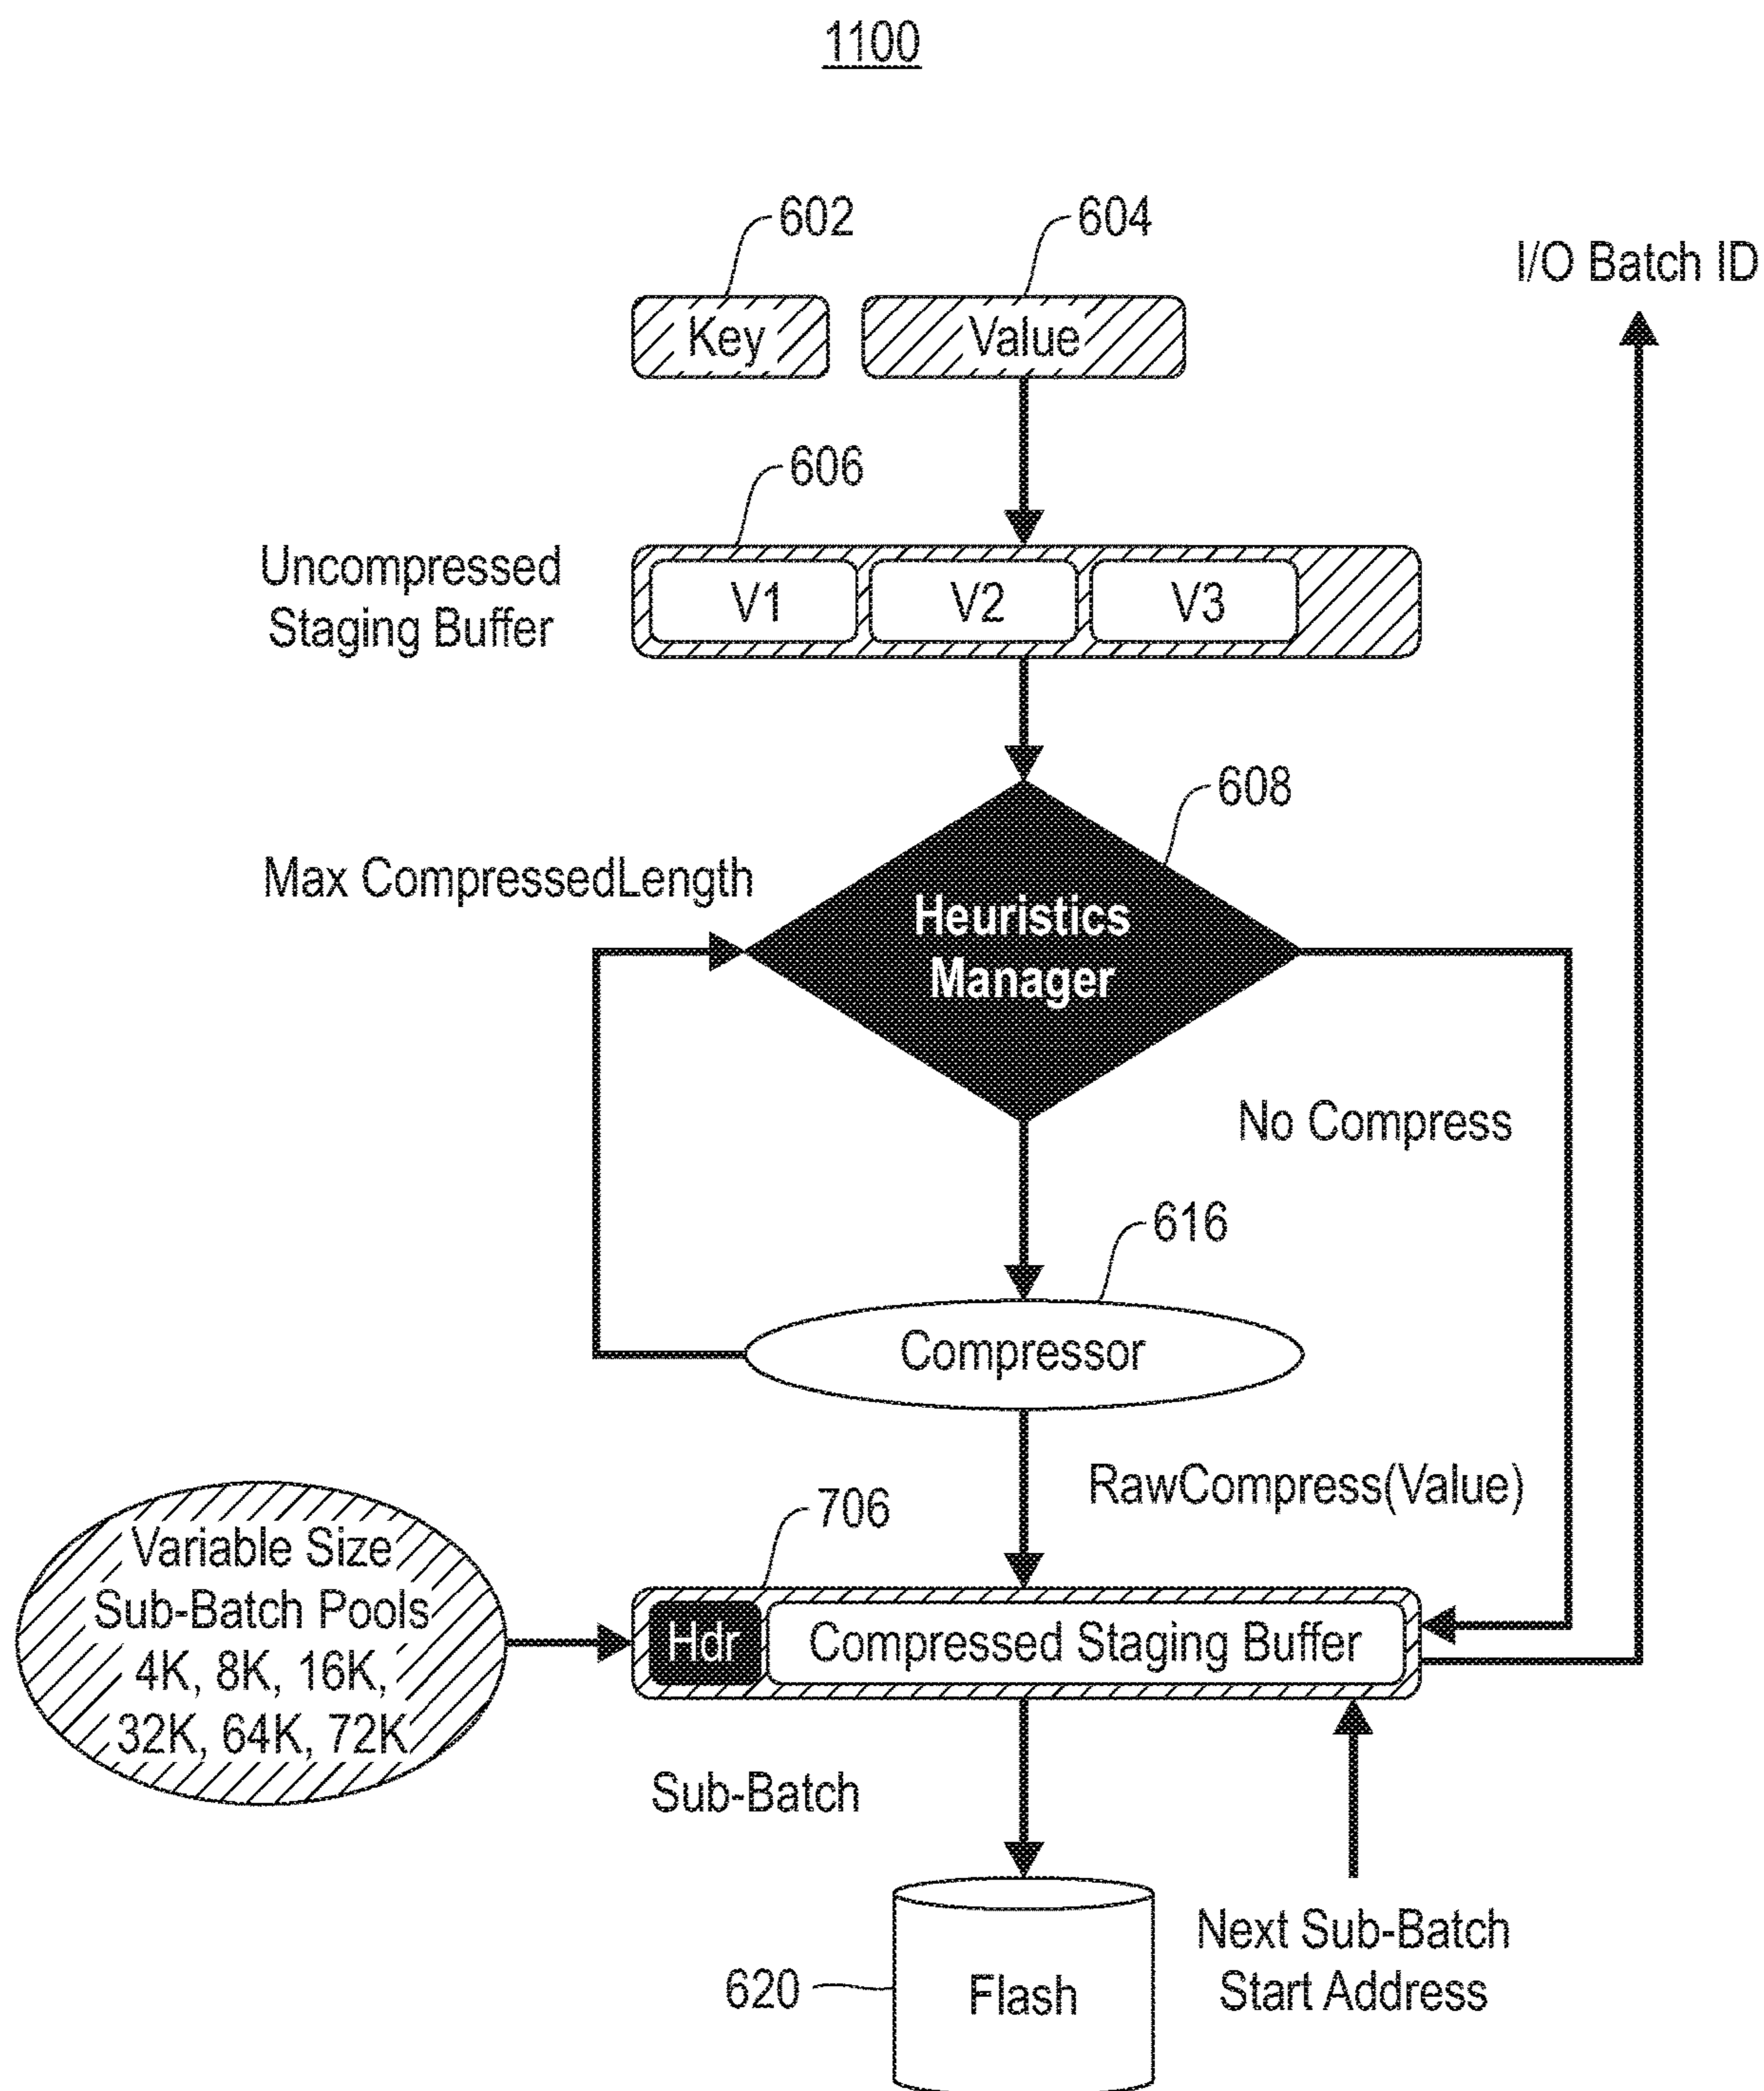 1100
602
604
I/O Batch ID
Key
Value
606
Uncompressed
Staging Buffer
V1
V2
V3
608
Max CompressedLength
Heuristics
Manager
No Compress
616
Compressor
RawCompress(Value)
706
Variable Size
Sub-Batch Pools
4K, 8K, 16K,
32K, 64K, 72K
Hdr
Compressed Staging Buffer
Sub-Batch
Next Sub-Batch
Start Address
620
Flash